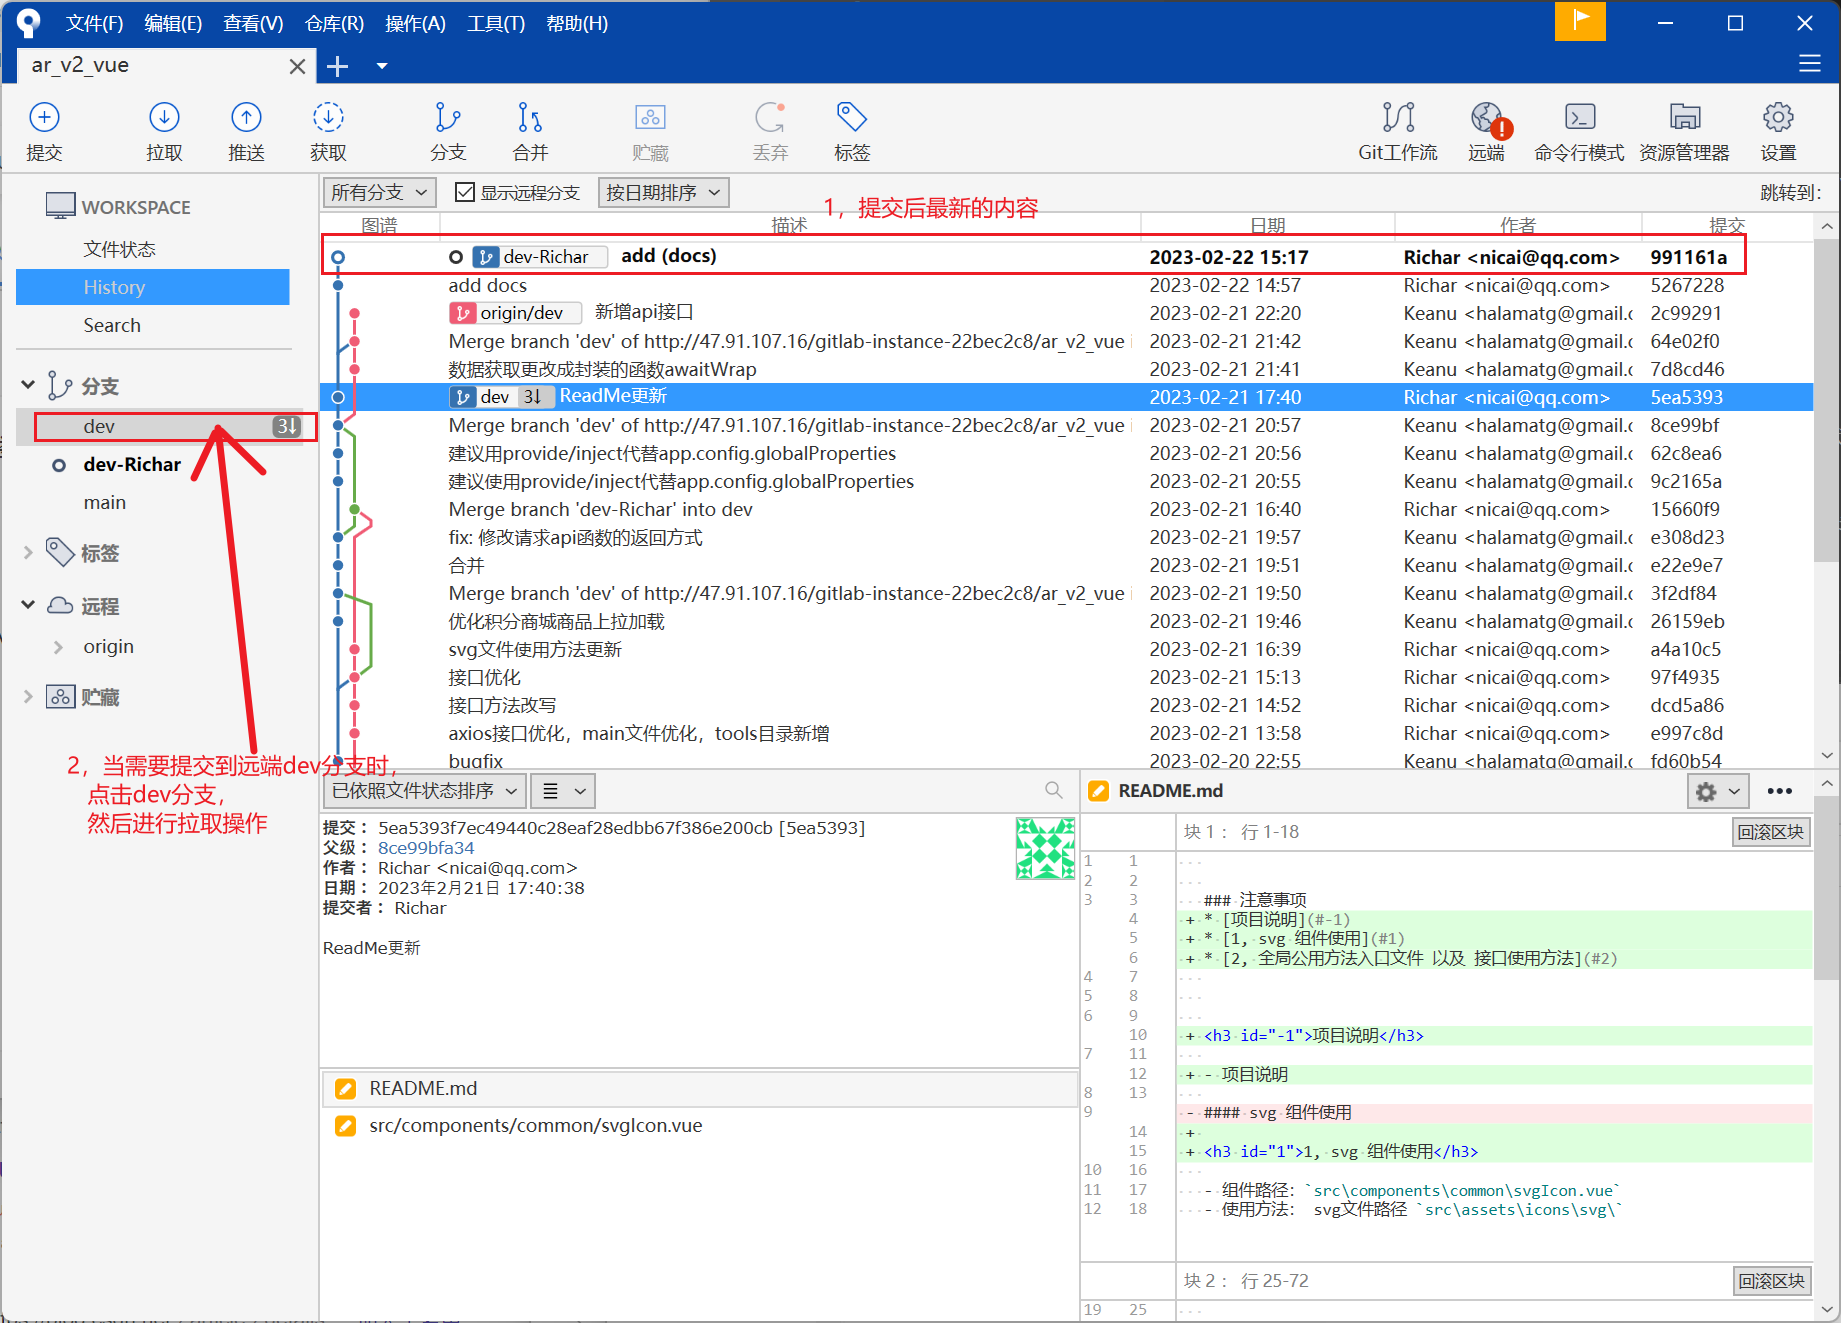 文件(F) 编辑(E) 查看(V) 仓库(R) 操作(A) 工具(T) 帮助(H)
ar_v2_vue
提交 拉取 推送 获取 分支 合并 贮藏 丢弃 标签 Git工作流 远端 命令行模式 资源管理器 设置
WORKSPACE
文件状态
History
Search
分支
dev 3↓
dev-Richar
main
标签
远程
origin
贮藏
2，当需要提交到远端dev分支时，
点击dev分支，
然后进行拉取操作
所有分支 显示远程分支 按日期排序 跳转到：
1，提交后最新的内容
图谱 描述 日期 作者 提交
dev-Richar add (docs) 2023-02-22 15:17 Richar <nicai@qq.com> 991161a
add docs 2023-02-22 14:57 Richar <nicai@qq.com> 5267228
origin/dev 新增api接口 2023-02-21 22:20 Keanu <halamatg@gmail.c 2c99291
Merge branch 'dev' of http://47.91.107.16/gitlab-instance-22bec2c8/ar_v2_vue i 2023-02-21 21:42 Keanu <halamatg@gmail.c 64e02f0
数据获取更改成封装的函数awaitWrap 2023-02-21 21:41 Keanu <halamatg@gmail.c 7d8cd46
dev 3↓ ReadMe更新 2023-02-21 17:40 Richar <nicai@qq.com> 5ea5393
Merge branch 'dev' of http://47.91.107.16/gitlab-instance-22bec2c8/ar_v2_vue i 2023-02-21 20:57 Keanu <halamatg@gmail.c 8ce99bf
建议用provide/inject代替app.config.globalProperties 2023-02-21 20:56 Keanu <halamatg@gmail.c 62c8ea6
建议使用provide/inject代替app.config.globalProperties 2023-02-21 20:55 Keanu <halamatg@gmail.c 9c2165a
Merge branch 'dev-Richar' into dev 2023-02-21 16:40 Richar <nicai@qq.com> 15660f9
fix: 修改请求api函数的返回方式 2023-02-21 19:57 Keanu <halamatg@gmail.c e308d23
合并 2023-02-21 19:51 Keanu <halamatg@gmail.c e22e9e7
Merge branch 'dev' of http://47.91.107.16/gitlab-instance-22bec2c8/ar_v2_vue i 2023-02-21 19:50 Keanu <halamatg@gmail.c 3f2df84
优化积分商城商品上拉加载 2023-02-21 19:46 Keanu <halamatg@gmail.c 26159eb
svg文件使用方法更新 2023-02-21 16:39 Richar <nicai@qq.com> a4a10c5
接口优化 2023-02-21 15:13 Richar <nicai@qq.com> 97f4935
接口方法改写 2023-02-21 14:52 Richar <nicai@qq.com> dcd5a86
axios接口优化，main文件优化，tools目录新增 2023-02-21 13:58 Richar <nicai@qq.com> e997c8d
bugfix 2023-02-20 22:55 Keanu <halamatg@gmail.c fd60b54
已依照文件状态排序
提交： 5ea5393f7ec49440c28eaf28edbb67f386e200cb [5ea5393]
父级： 8ce99bfa34
作者： Richar <nicai@qq.com>
日期： 2023年2月21日 17:40:38
提交者： Richar
ReadMe更新
README.md
src/components/common/svgIcon.vue
README.md
块 1： 行 1-18 回滚区块
1 1 ...
2 2 ...
3 3 ### 注意事项
4 + * [项目说明](#-1)
5 + * [1, svg 组件使用](#1)
6 + * [2, 全局公用方法入口文件 以及 接口使用方法](#2)
4 7 ...
5 8 ...
6 9 ...
10 + <h3 id="-1">项目说明</h3>
7 11 ...
12 + - 项目说明
8 13 ...
9 - #### svg 组件使用
14 +
15 + <h3 id="1">1, svg 组件使用</h3>
10 16 ...
11 17 - 组件路径：`src\components\common\svgIcon.vue`
12 18 - 使用方法： svg文件路径 `src\assets\icons\svg\`
块 2： 行 25-72 回滚区块
19 25 ...